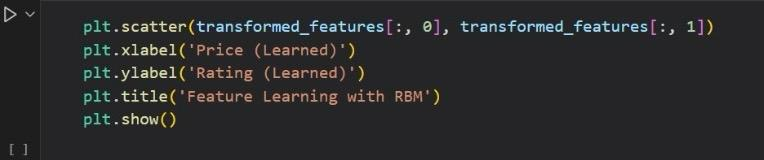 plt.scatter(transformed_features[:, 0], transformed_features[:, 1])
plt.xlabel('Price (Learned)')
plt.ylabel('Rating (Learned)')
plt.title('Feature Learning with RBM')
plt.show()
[ ]